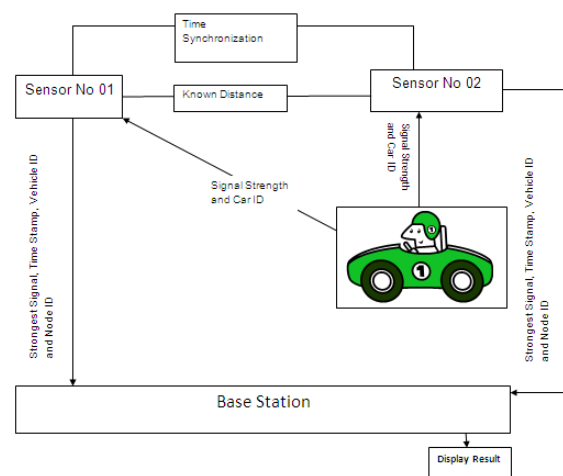 Time
Synchronization
Sensor No 01
Known Distance
Sensor No 02
Signal Strength
and Car ID
Signal Strength
and Car ID
1
1
Strongest Signal, Time Stamp, Vehicle ID
and Node ID
Strongest Signal, Time Stamp, Vehicle ID
and Node ID
Base Station
Display Result